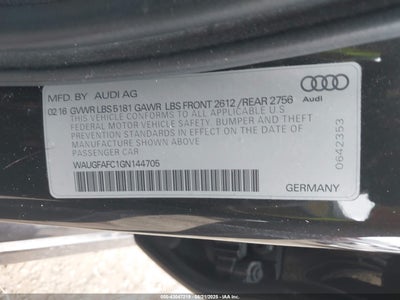 MFD. BY AUDI AG
02·16 GVWR LBS 5181 GAWR LBS FRONT 2612 /REAR 2756
THIS VEHICLE CONFORMS TO ALL APPLICABLE
FEDERAL MOTOR VEHICLE SAFETY,
BUMPER AND THEFT
PREVENTION STANDARDS IN EFFECT ON THE DATE OF
MANUFACTURE SHOWN ABOVE.
PASSENGER CAR
WAUGFAFC1GN144705
Audi
0642353
GERMANY